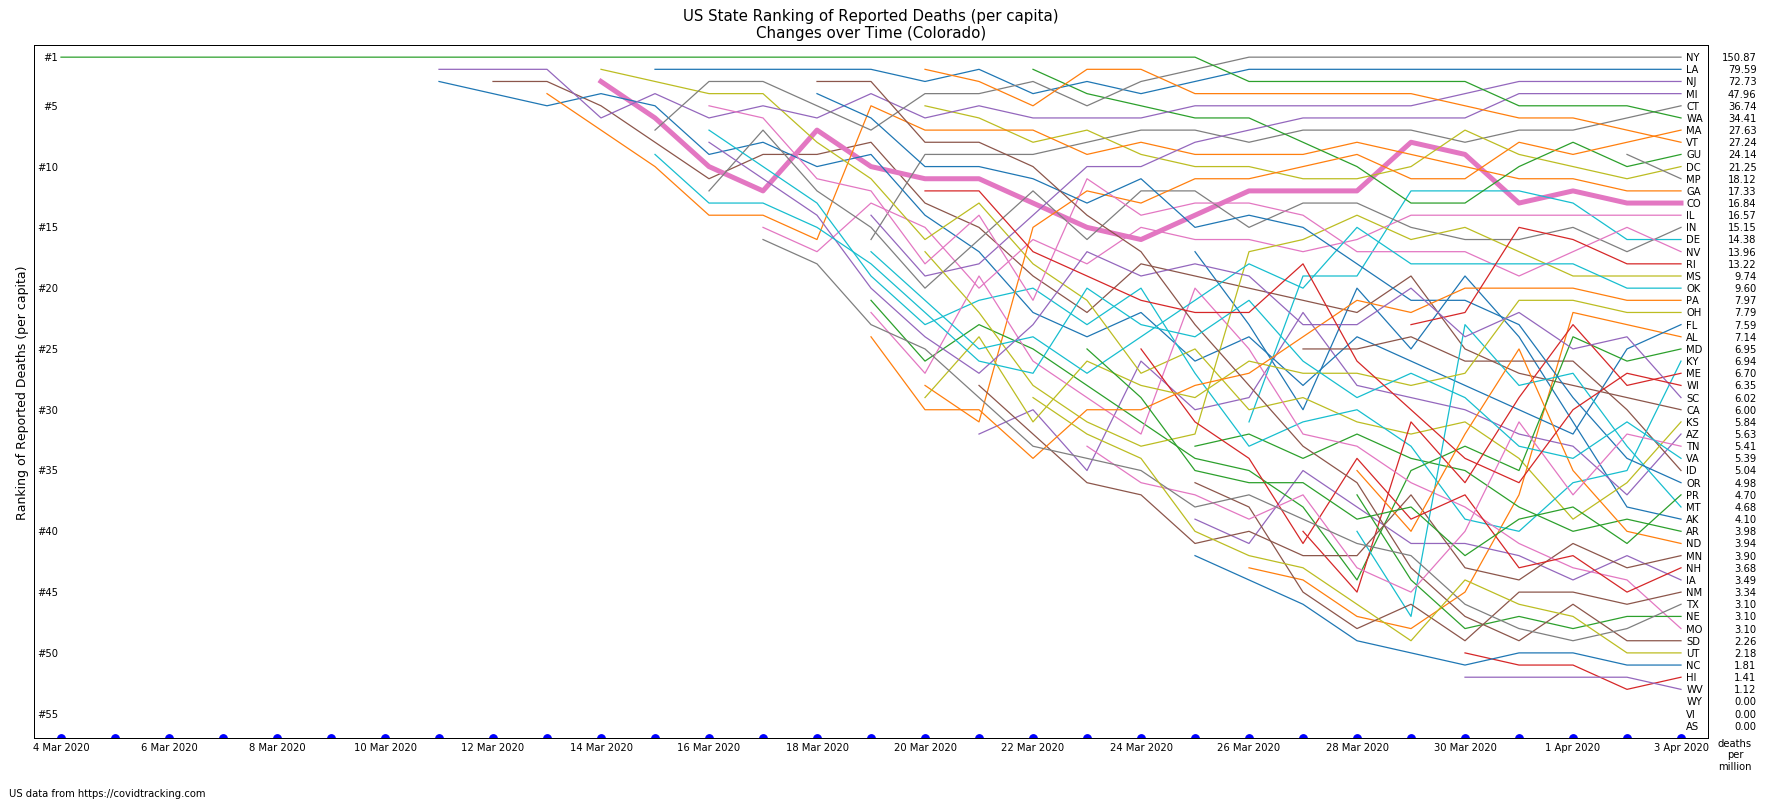 US State Ranking of Reported Deaths (per capita)
Changes over Time (Colorado)
Ranking of Reported Deaths (per capita)
#1
#5
#10
#15
#20
#25
#30
#35
#40
#45
#50
#55
NY 150.87
LA 79.59
NJ 72.73
MI 47.96
CT 36.74
WA 34.41
MA 27.63
VT 27.24
GU 24.14
DC 21.25
MP 18.12
GA 17.33
CO 16.84
IL 16.57
IN 15.15
DE 14.38
NV 13.96
RI 13.22
MS 9.74
OK 9.60
PA 7.97
OH 7.79
FL 7.59
AL 7.14
MD 6.95
KY 6.94
ME 6.70
WI 6.35
SC 6.02
CA 6.00
KS 5.84
AZ 5.63
TN 5.41
VA 5.39
ID 5.04
OR 4.98
PR 4.70
MT 4.68
AK 4.10
AR 3.98
ND 3.94
MN 3.90
NH 3.68
IA 3.49
NM 3.34
TX 3.10
NE 3.10
MO 3.10
SD 2.26
UT 2.18
NC 1.81
HI 1.41
WV 1.12
WY 0.00
VI 0.00
AS 0.00
4 Mar 2020 6 Mar 2020 8 Mar 2020 10 Mar 2020 12 Mar 2020 14 Mar 2020 16 Mar 2020 18 Mar 2020 20 Mar 2020 22 Mar 2020 24 Mar 2020 26 Mar 2020 28 Mar 2020 30 Mar 2020 1 Apr 2020 3 Apr 2020
deaths
per
million
US data from https://covidtracking.com